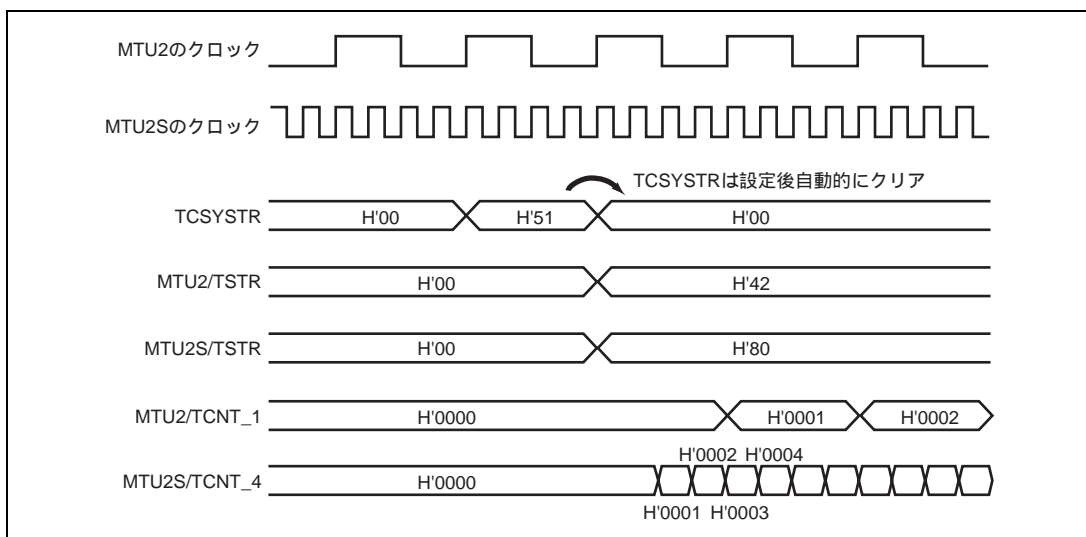 MTU2のクロック
MTU2Sのクロック
TCSYSTRは設定後自動的にクリア
TCSYSTR H'00 H'51 H'00
MTU2/TSTR H'00 H'42
MTU2S/TSTR H'00 H'80
MTU2/TCNT_1 H'0000 H'0001 H'0002
H'0002 H'0004
MTU2S/TCNT_4 H'0000
H'0001 H'0003